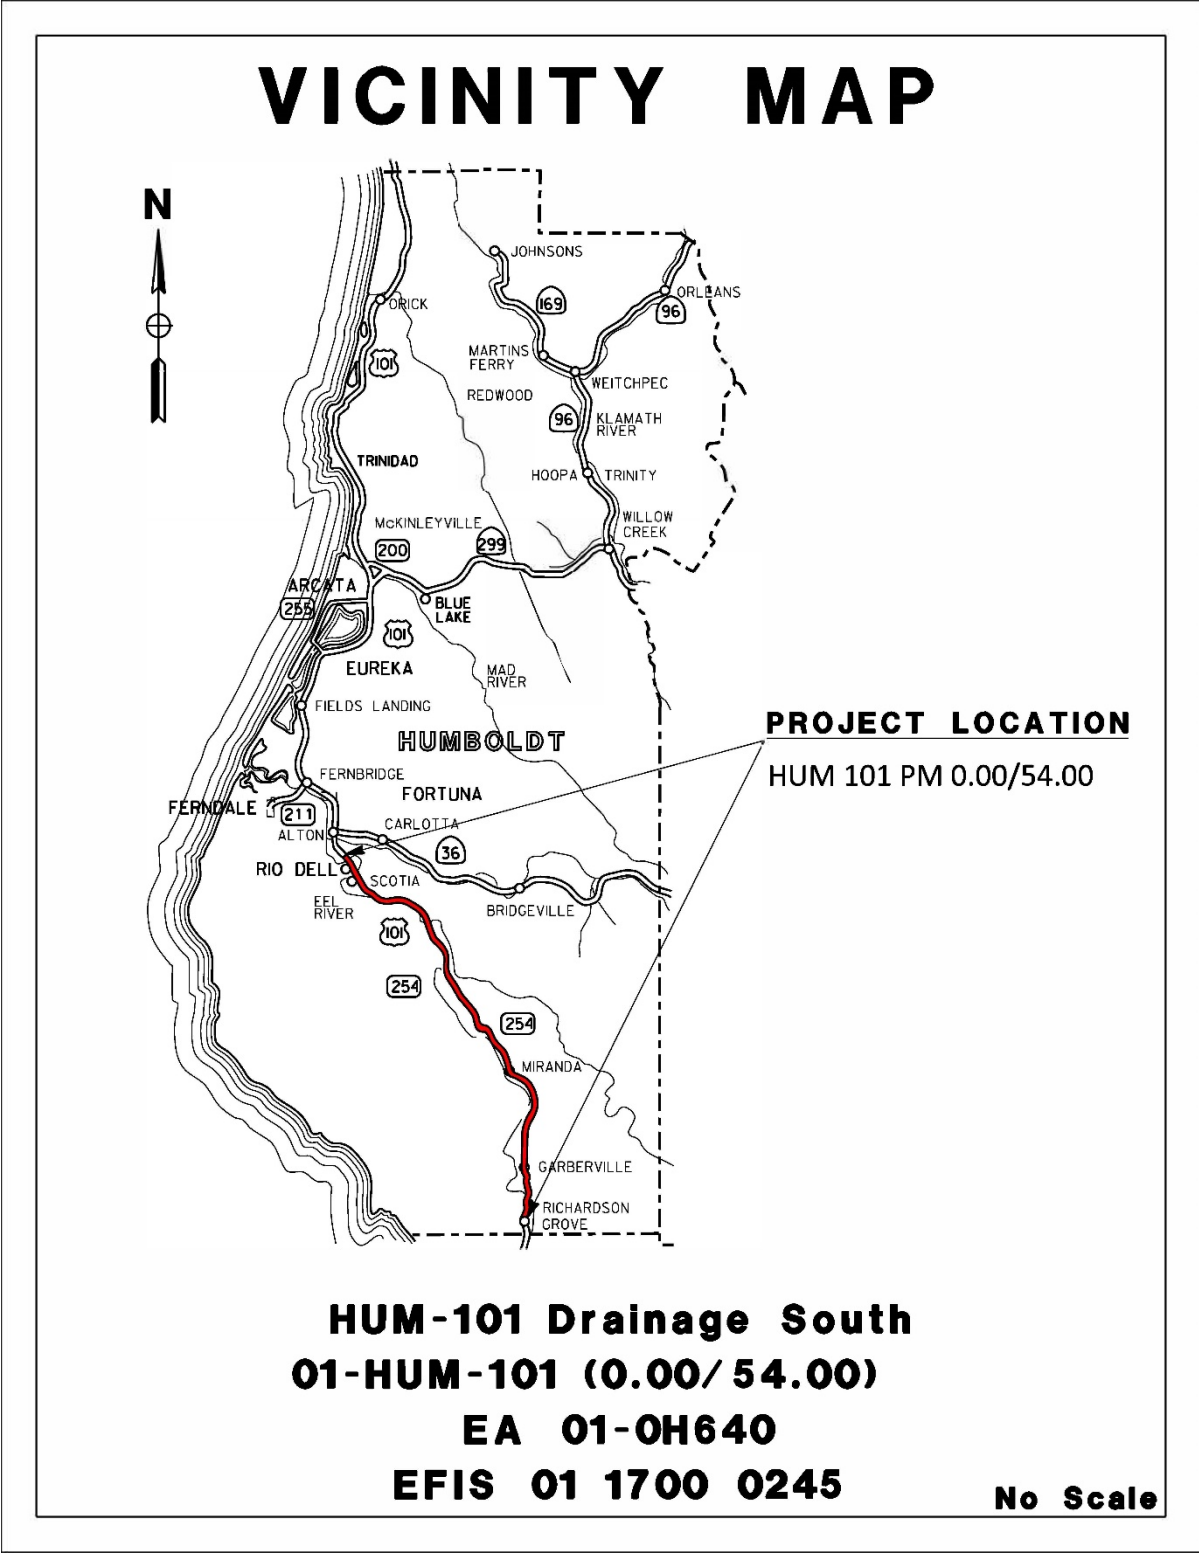 VICINITY MAP
N
JOHNSONS
169
ORLEANS
96
ORICK
101
MARTINS
FERRY
WEITCHPEC
REDWOOD
96
KLAMATH
RIVER
TRINIDAD
HOOPA
TRINITY
WILLOW
CREEK
McKINLEYVILLE
200
299
ARCATA
255
BLUE
LAKE
101
EUREKA
MAD
RIVER
FIELDS LANDING
PROJECT LOCATION
HUM 101 PM 0.00/54.00
HUMBOLDT
FERNBRIDGE
FORTUNA
FERNDALE
211
ALTON
CARLOTTA
36
RIO DELL
SCOTIA
EEL
RIVER
BRIDGEVILLE
101
254
254
MIRANDA
GARBERVILLE
RICHARDSON
GROVE
HUM-101 Drainage South
01-HUM-101 (0.00/54.00)
EA 01-0H640
EFIS 01 1700 0245
No Scale